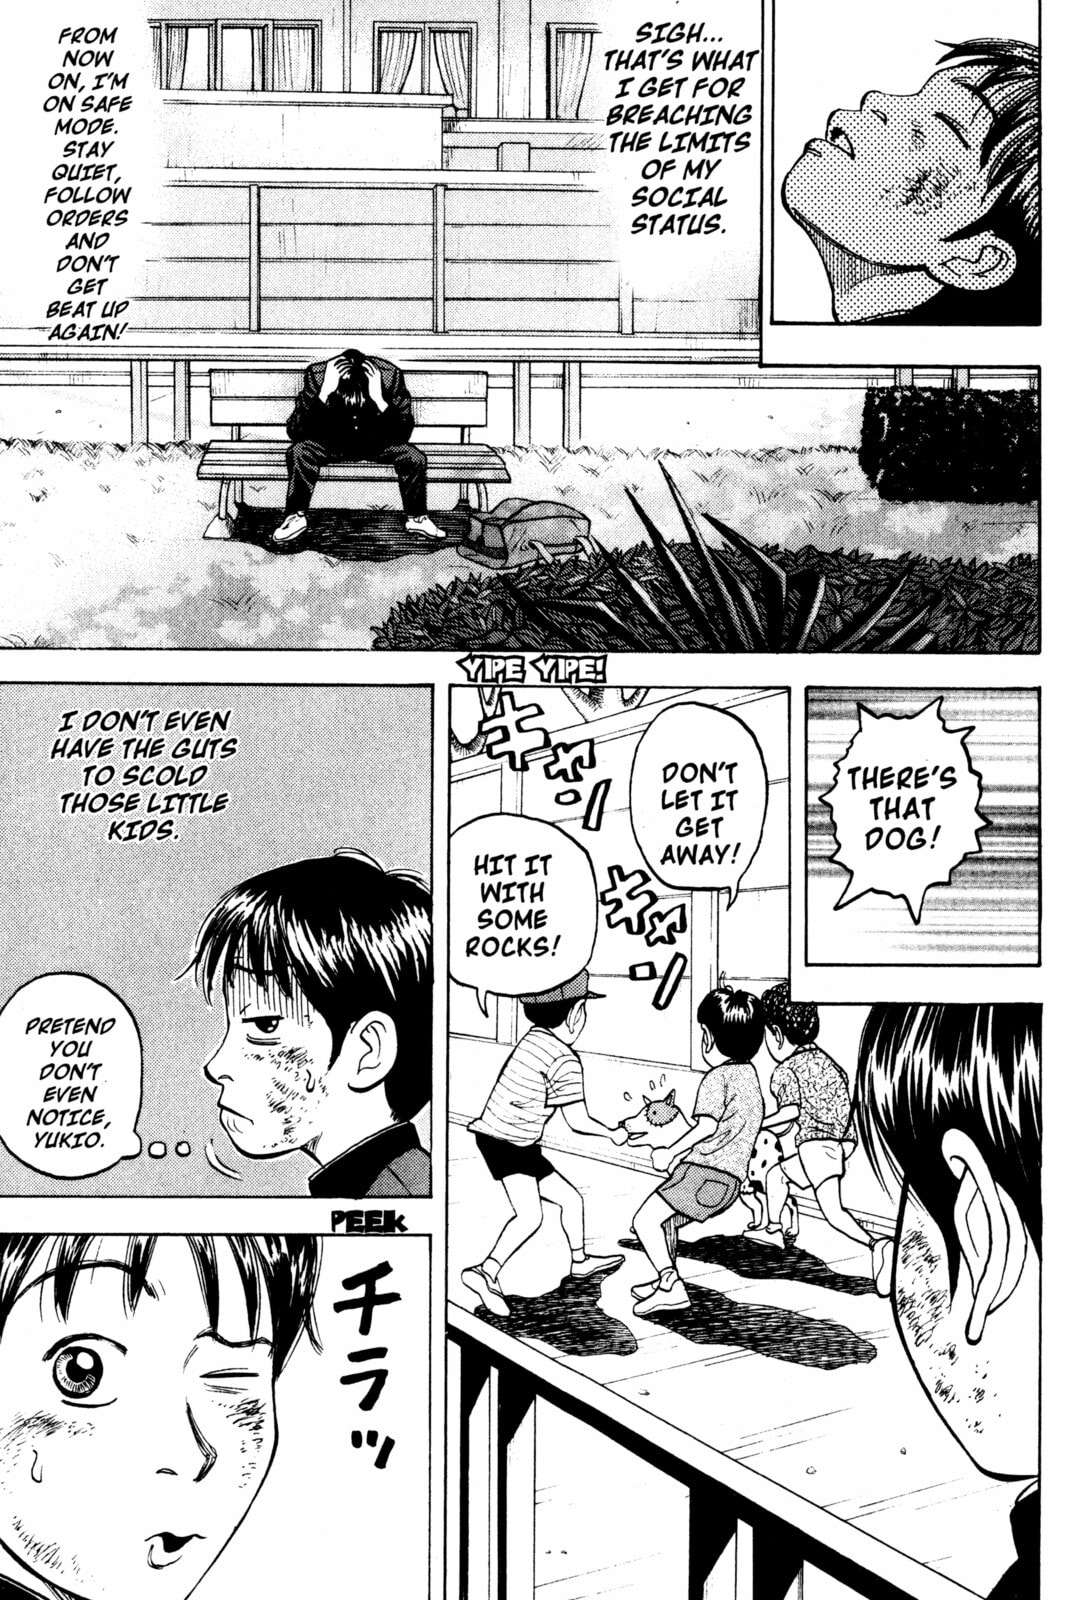 SIGH...
THAT'S WHAT
I GET FOR
BREACHING
THE LIMITS
OF MY
SOCIAL
STATUS.
FROM
NOW
ON, I'M
ON SAFE
MODE.
STAY
QUIET,
FOLLOW
ORDERS
AND
DON'T
GET
BEAT UP
AGAIN!
THERE'S
THAT
DOG!
YIPE YIPE!
キャン
キャン
DON'T
LET IT
GET
AWAY!
HIT IT
WITH
SOME
ROCKS!
I DON'T EVEN
HAVE THE GUTS
TO SCOLD
THOSE LITTLE
KIDS.
PRETEND
YOU
DON'T
EVEN
NOTICE,
YUKIO.
PEEK
チラッ